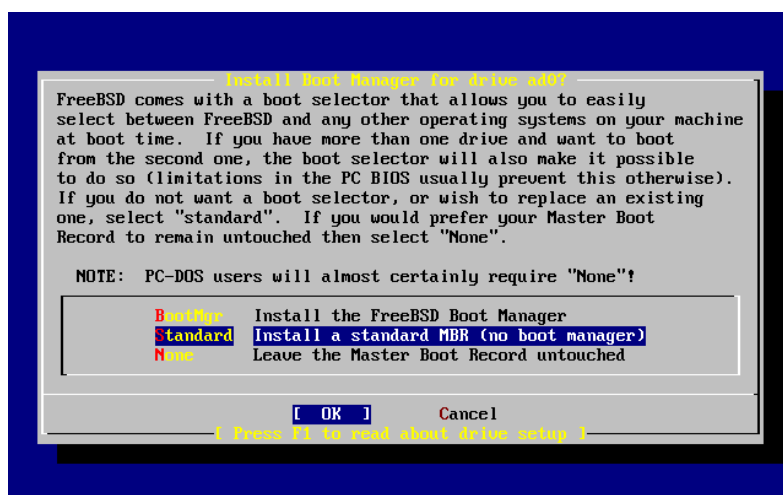 Install Boot Manager for drive ad0?
FreeBSD comes with a boot selector that allows you to easily
select between FreeBSD and any other operating systems on your machine
at boot time.  If you have more than one drive and want to boot
from the second one, the boot selector will also make it possible
to do so (limitations in the PC BIOS usually prevent this otherwise).
If you do not want a boot selector, or wish to replace an existing
one, select "standard".  If you would prefer your Master Boot
Record to remain untouched then select "None".
NOTE:  PC-DOS users will almost certainly require "None"!
BootMgr   Install the FreeBSD Boot Manager
Standard  Install a standard MBR (no boot manager)
None      Leave the Master Boot Record untouched
[  OK  ]       Cancel
[ Press F1 to read about drive setup ]